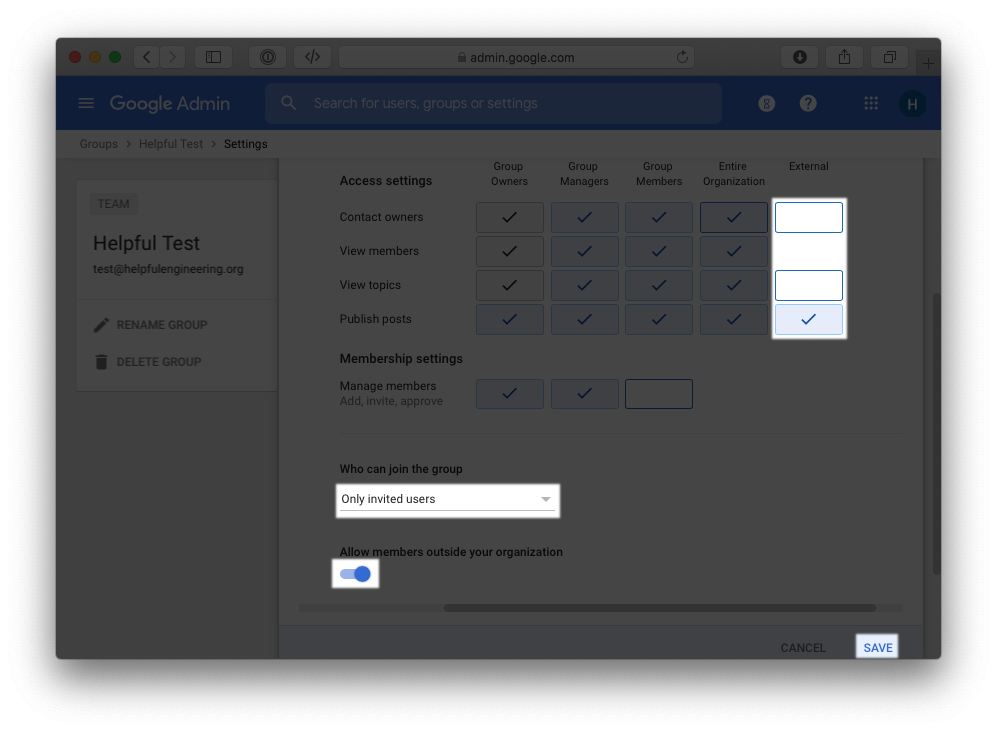 admin.google.com
Google Admin
Search for users, groups or settings
8
?
H
Groups > Helpful Test > Settings
TEAM
Helpful Test
test@helpfulengineering.org
RENAME GROUP
DELETE GROUP
Access settings
Group
Owners
Group
Managers
Group
Members
Entire
Organization
External
Contact owners
View members
View topics
Publish posts
Membership settings
Manage members
Add, invite, approve
Who can join the group
Only invited users
Allow members outside your organization
CANCEL
SAVE